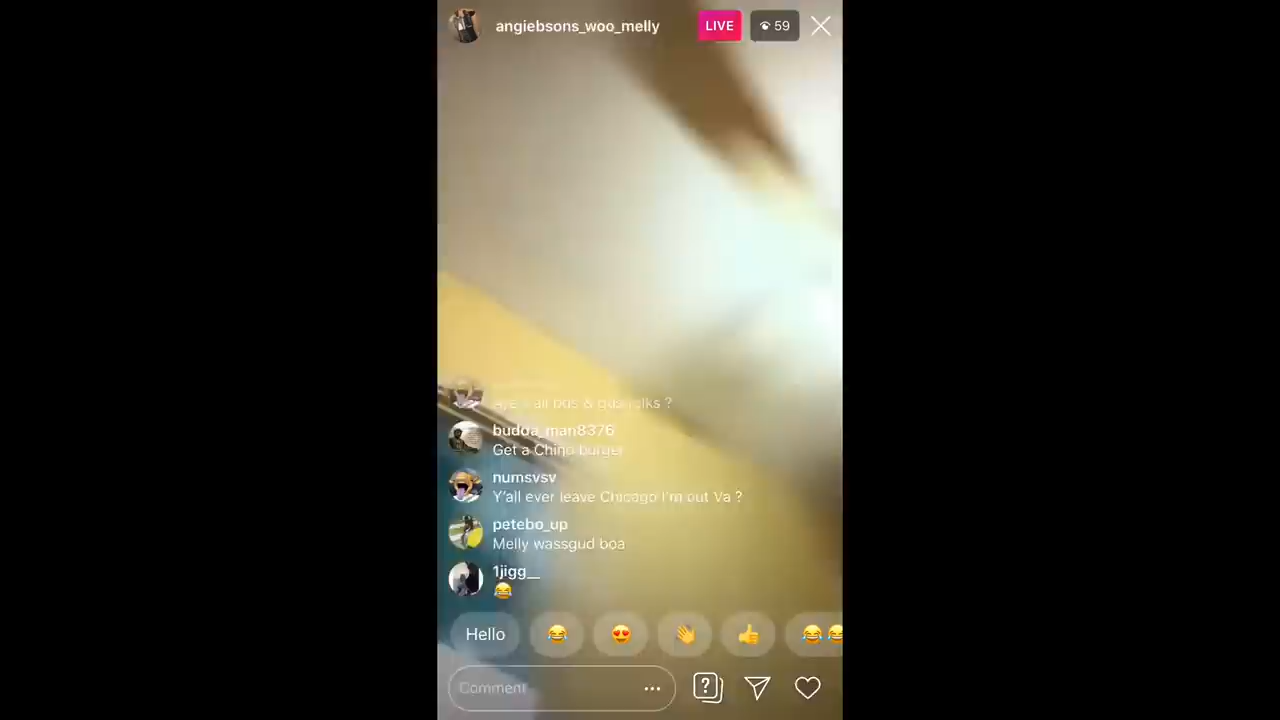 angiebsons_woo_melly
LIVE
59
budda_man8376
Get a Chino burger
numsvsv
Y'all ever leave Chicago I'm out Va ?
petebo_up
Melly wassgud boa
1jigg__
Hello
Comment